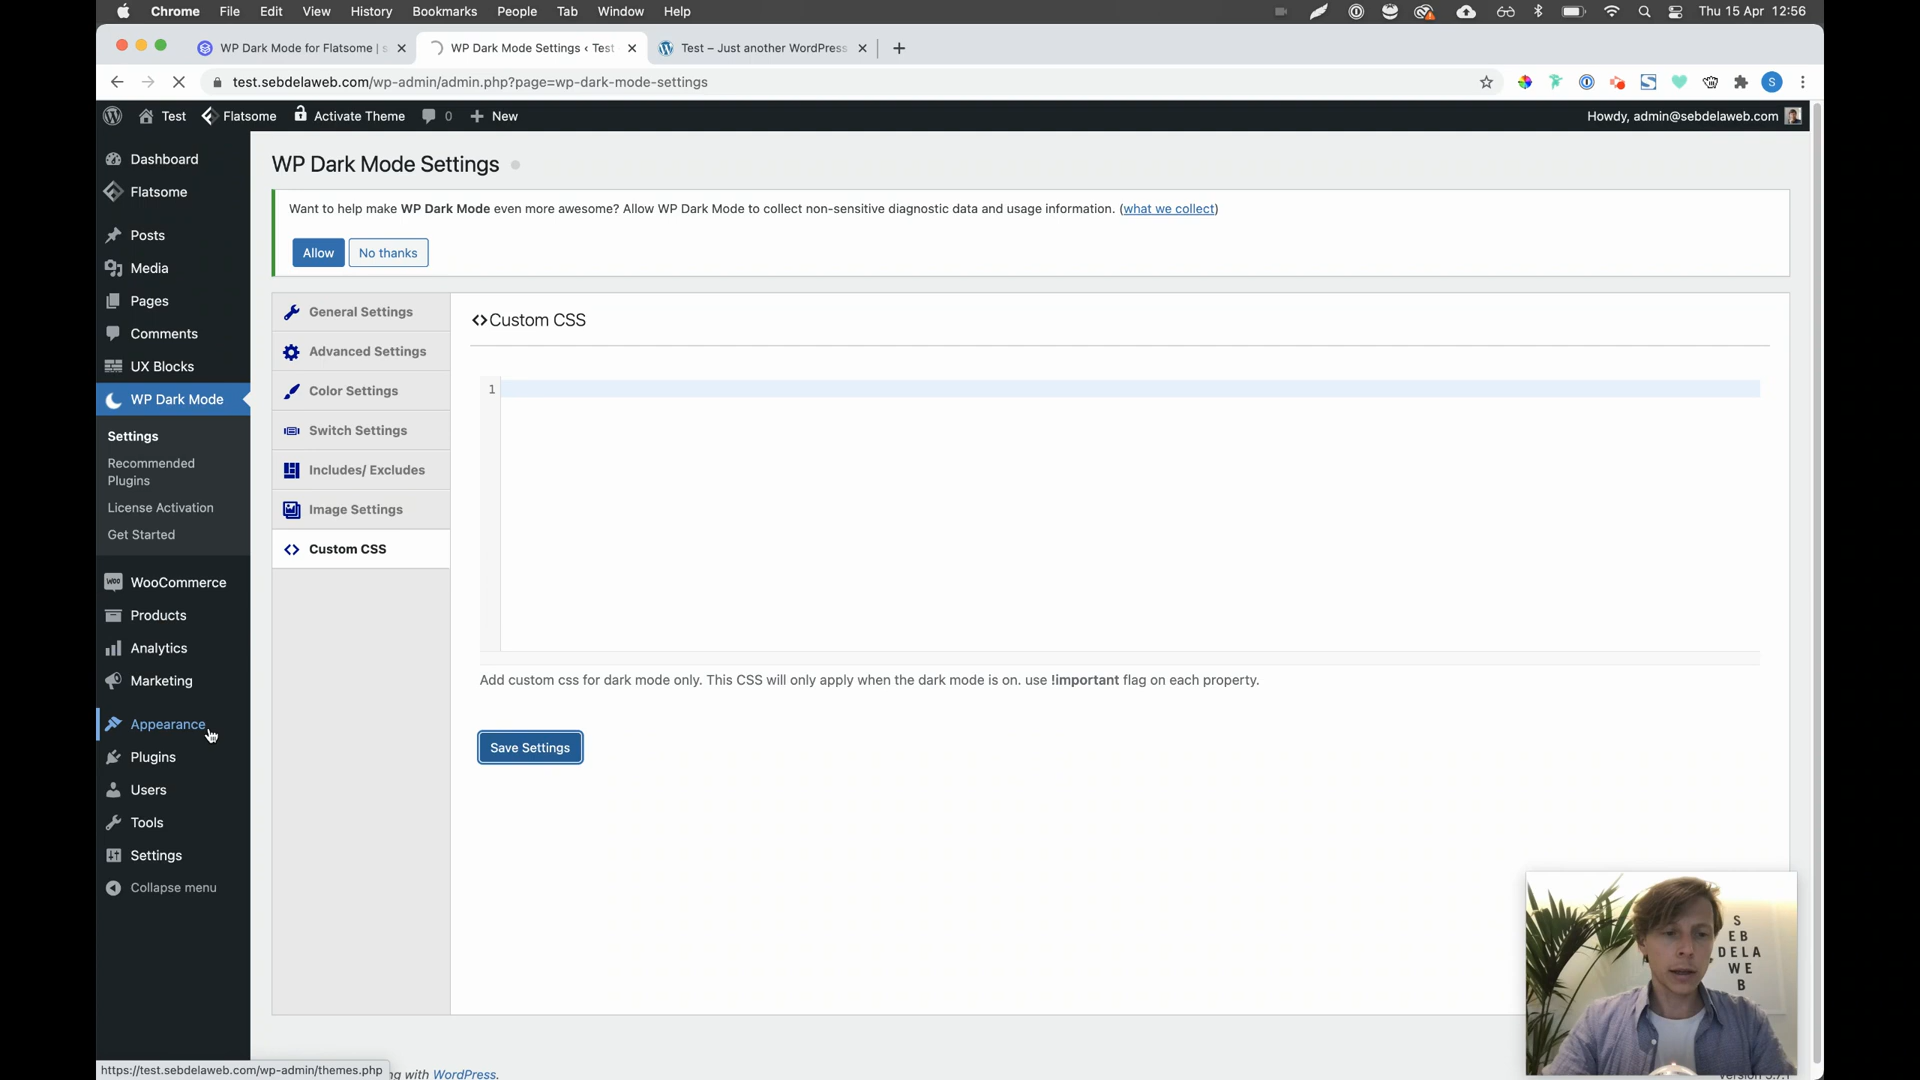 Chrome File Edit View History Bookmarks People Tab Window Help Thu 15 Apr 12:56
WP Dark Mode for Flatsome | s
WP Dark Mode Settings ‹ Test
Test – Just another WordPress
test.sebdelaweb.com/wp-admin/admin.php?page=wp-dark-mode-settings
S
Test Flatsome Activate Theme 0 New Howdy, admin@sebdelaweb.com
Dashboard
Flatsome
Posts
Media
Pages
Comments
UX Blocks
WP Dark Mode
Settings
Recommended
Plugins
License Activation
Get Started
WooCommerce
Products
Analytics
Marketing
Appearance
Plugins
Users
Tools
Settings
Collapse menu
WP Dark Mode Settings
Want to help make WP Dark Mode even more awesome? Allow WP Dark Mode to collect non-sensitive diagnostic data and usage information. (what we collect)
Allow No thanks
General Settings
Advanced Settings
Color Settings
Switch Settings
Includes/ Excludes
Image Settings
Custom CSS
<>Custom CSS
1
Add custom css for dark mode only. This CSS will only apply when the dark mode is on. use !important flag on each property.
Save Settings
S
EB
DELA
WE
B
https://test.sebdelaweb.com/wp-admin/themes.php
with WordPress.